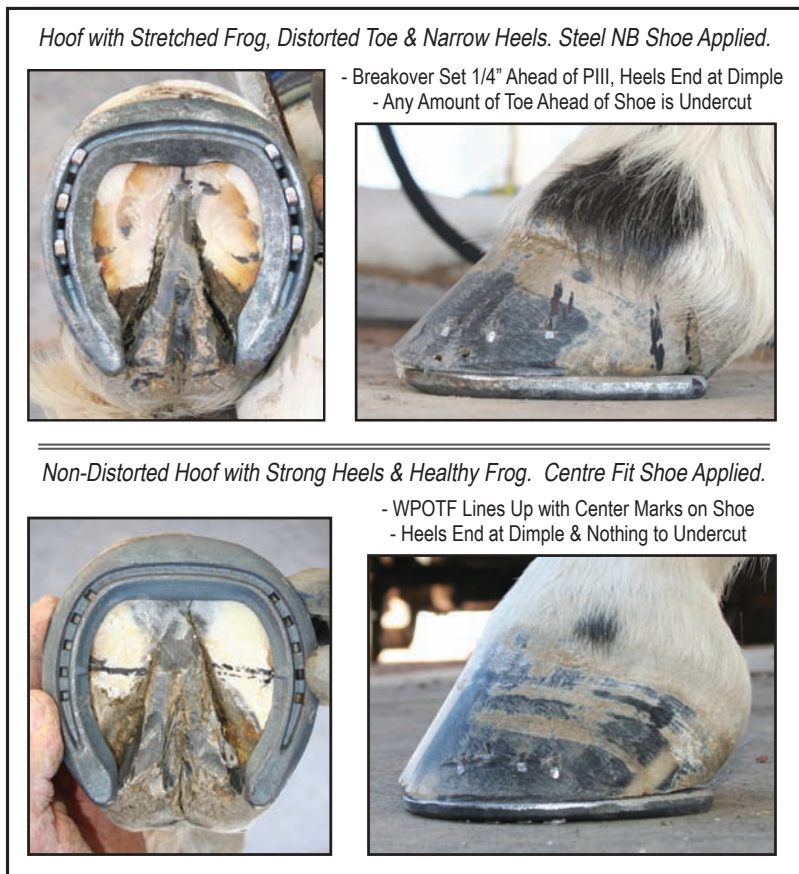 Hoof with Stretched Frog, Distorted Toe & Narrow Heels. Steel NB Shoe Applied.
- Breakover Set 1/4" Ahead of PIII, Heels End at Dimple
- Any Amount of Toe Ahead of Shoe is Undercut
Non-Distorted Hoof with Strong Heels & Healthy Frog. Centre Fit Shoe Applied.
- WPOTF Lines Up with Center Marks on Shoe
- Heels End at Dimple & Nothing to Undercut